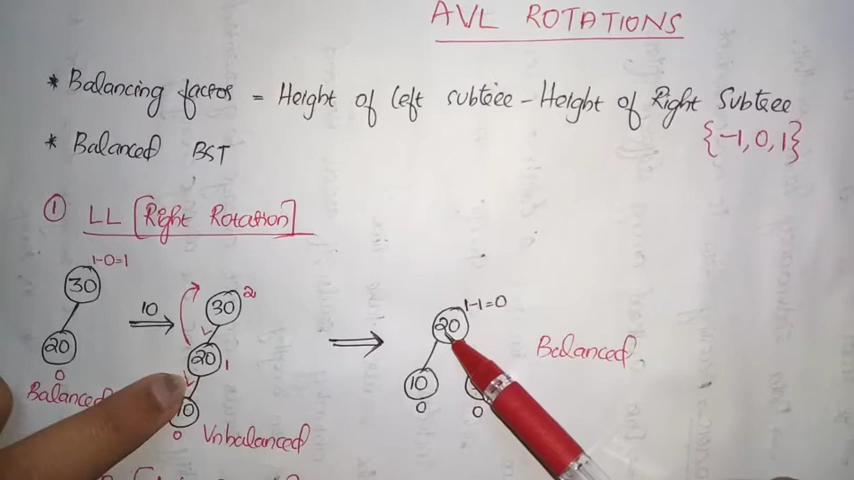 AVL ROTATIONS
* Balancing factor = Height of left subtree - Height of Right Subtree
{-1, 0, 1}
* Balanced BST
① LL [Right Rotation]
1-0=1
30
20
0
Balanced
10
30 2
20 1
10
0
Unbalanced
1-1=0
20
10
0
0
Balanced